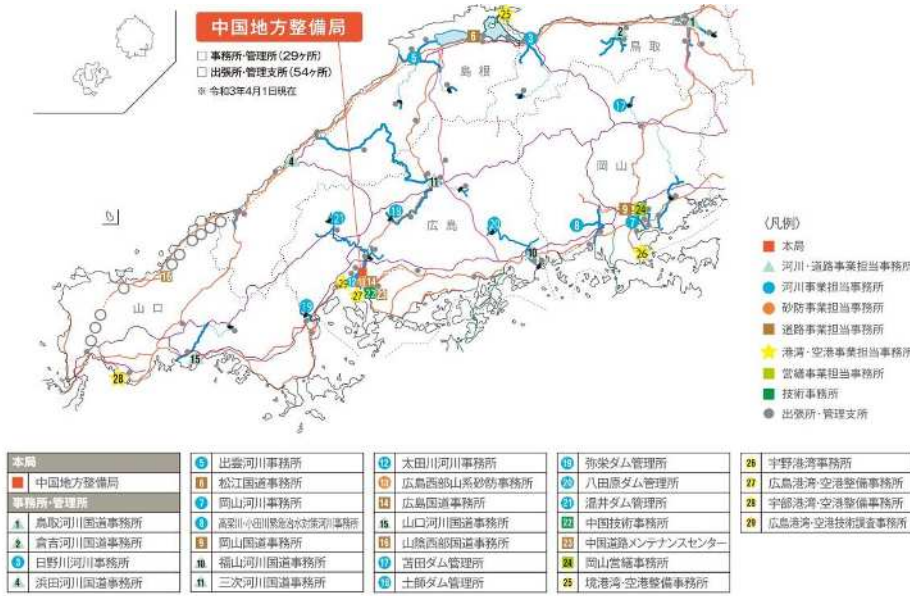 中国地方整備局
□ 事務所・管理所(29ヶ所)
□ 出張所・管理支所(54ヶ所)
※ 令和3年4月1日現在
鳥取
島根
岡山
広島
山口
〈凡例〉
本局
河川・道路事業担当事務所
河川事業担当事務所
砂防事業担当事務所
道路事業担当事務所
港湾・空港事業担当事務所
営繕事業担当事務所
技術事務所
出張所・管理支所
本局
中国地方整備局
事務所・管理所
1 鳥取河川国道事務所
2 倉吉河川国道事務所
3 日野川河川事務所
4 浜田河川国道事務所
5 出雲河川事務所
6 松江国道事務所
7 岡山河川事務所
8 高梁川・小田川緊急治水対策河川事務所
9 岡山国道事務所
10 福山河川国道事務所
11 三次河川国道事務所
12 太田川河川事務所
13 広島西部山系砂防事務所
14 広島国道事務所
15 山口河川国道事務所
16 山陰西部国道事務所
17 苫田ダム管理所
18 土師ダム管理所
19 弥栄ダム管理所
20 八田原ダム管理所
21 温井ダム管理所
22 中国技術事務所
23 中国道路メンテナンスセンター
24 岡山営繕事務所
25 境港湾・空港整備事務所
26 宇野港湾事務所
27 広島港湾・空港整備事務所
28 宇部港湾・空港整備事務所
29 広島港湾・空港技術調査事務所